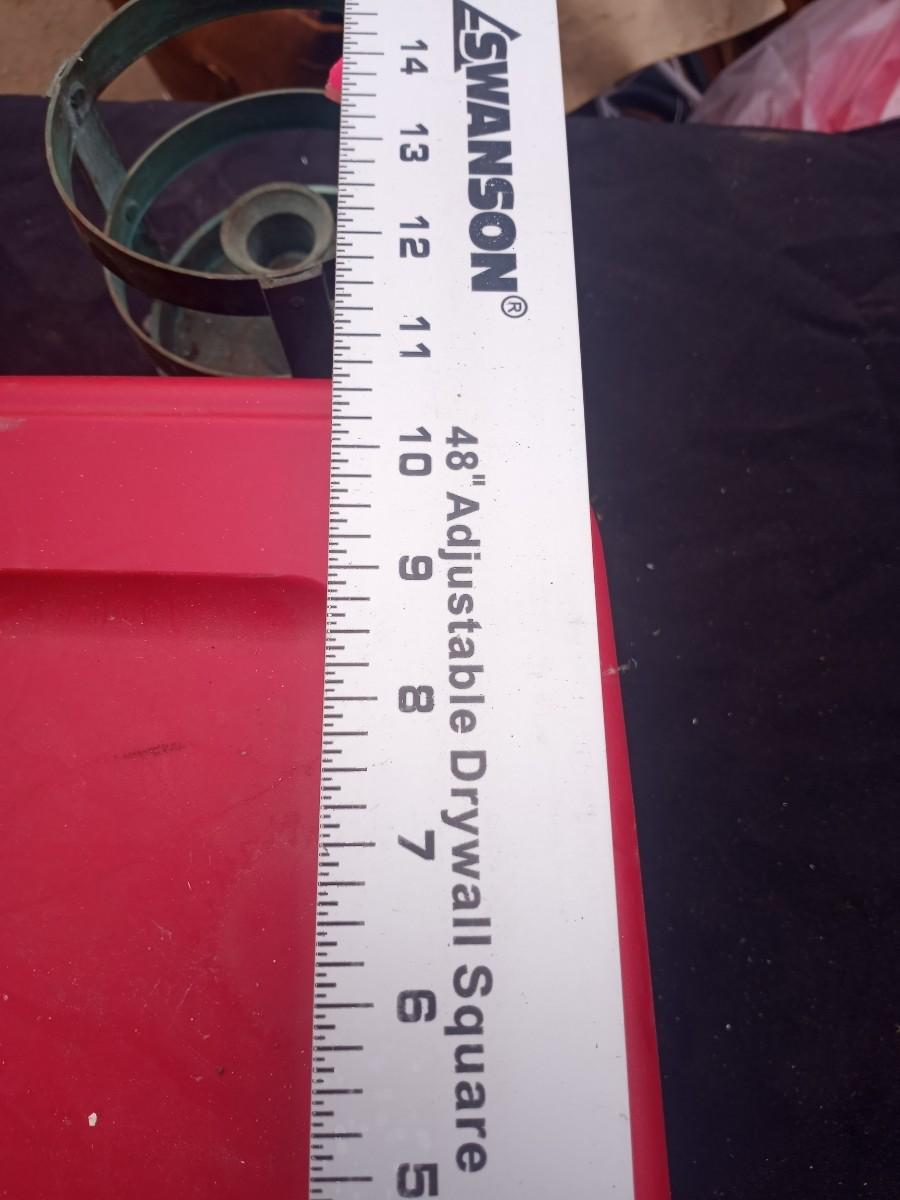 SWANSON®
48" Adjustable Drywall Square
14 13 12 11 10 9 8 7 6 5